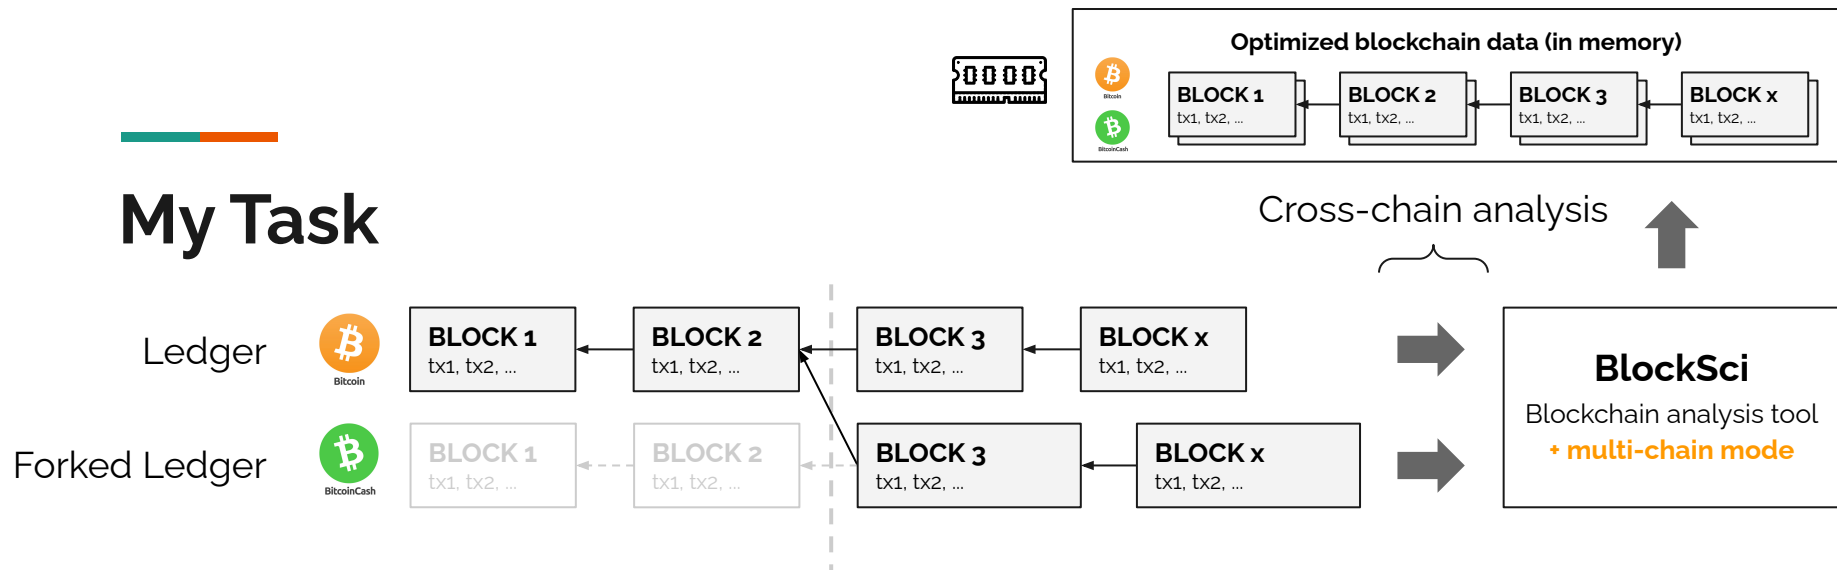 Optimized blockchain data (in memory)
Bitcoin
BitcoinCash
BLOCK 1
tx1, tx2, ...
BLOCK 2
tx1, tx2, ...
BLOCK 3
tx1, tx2, ...
BLOCK x
tx1, tx2, ...
My Task
Cross-chain analysis
Ledger
Bitcoin
BLOCK 1
tx1, tx2, ...
BLOCK 2
tx1, tx2, ...
BLOCK 3
tx1, tx2, ...
BLOCK x
tx1, tx2, ...
Forked Ledger
BitcoinCash
BLOCK 1
tx1, tx2, ...
BLOCK 2
tx1, tx2, ...
BLOCK 3
tx1, tx2, ...
BLOCK x
tx1, tx2, ...
BlockSci
Blockchain analysis tool
+ multi-chain mode